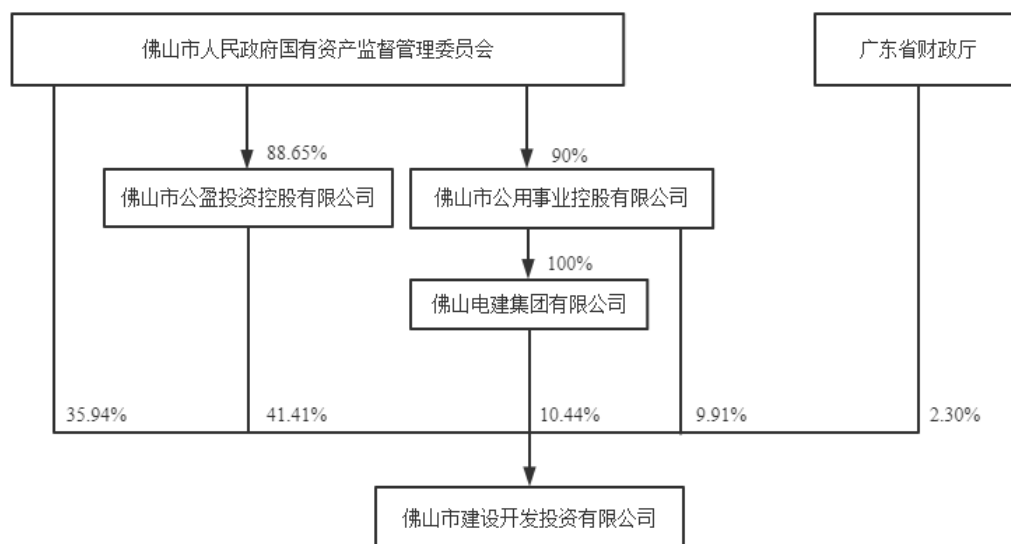 佛山市人民政府国有资产监督管理委员会
广东省财政厅
88.65%
90%
佛山市公盈投资控股有限公司
佛山市公用事业控股有限公司
100%
佛山电建集团有限公司
35.94%
41.41%
10.44%
9.91%
2.30%
佛山市建设开发投资有限公司